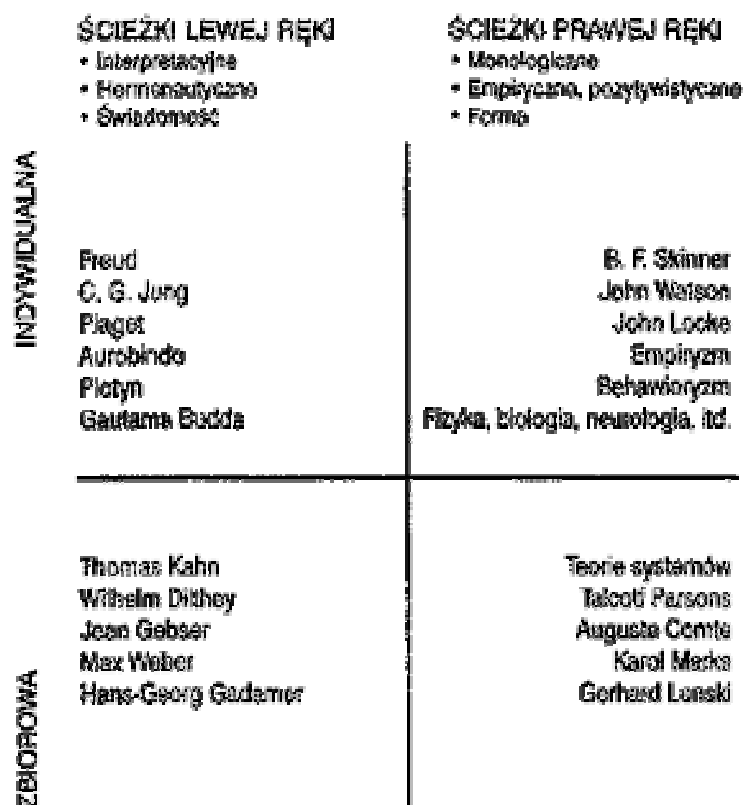 ŚCIEŻKI LEWEJ RĘKI
• Interpretacyjne
• Hermeneutyczne
• Świadomość
ŚCIEŻKI PRAWEJ RĘKI
• Monologiczne
• Empiryczne, pozytywistyczne
• Forma
INDYWIDUALNA
Freud
C. G. Jung
Piaget
Aurobindo
Plotyn
Gautama Budda
B. F. Skinner
John Watson
John Locke
Empiryzm
Behawioryzm
Fizyka, biologia, neurologia, itd.
ZBIOROWA
Thomas Kuhn
Wilhelm Dilthey
Jean Gebser
Max Weber
Hans-Georg Gadamer
Teorie systemów
Talcott Parsons
Auguste Comte
Karol Marks
Gerhard Lenski